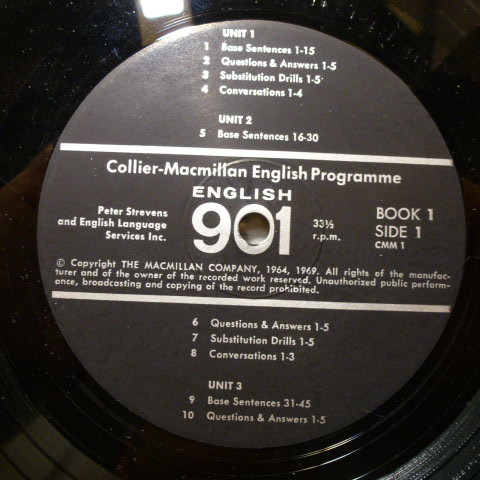 UNIT 1
1 Base Sentences 1-15
2 Questions & Answers 1-5
3 Substitution Drills 1-5
4 Conversations 1-4
UNIT 2
5 Base Sentences 16-30
Collier-Macmillan English Programme
ENGLISH
901
Peter Strevens
and English Language
Services Inc.
33⅓
r.p.m.
BOOK 1
SIDE 1
CMM 1
© Copyright THE MACMILLAN COMPANY, 1964, 1969. All rights of the manufac-
turer and of the owner of the recorded work reserved. Unauthorized public perform-
ance, broadcasting and copying of the record prohibited.
6 Questions & Answers 1-5
7 Substitution Drills 1-5
8 Conversations 1-3
UNIT 3
9 Base Sentences 31-45
10 Questions & Answers 1-5